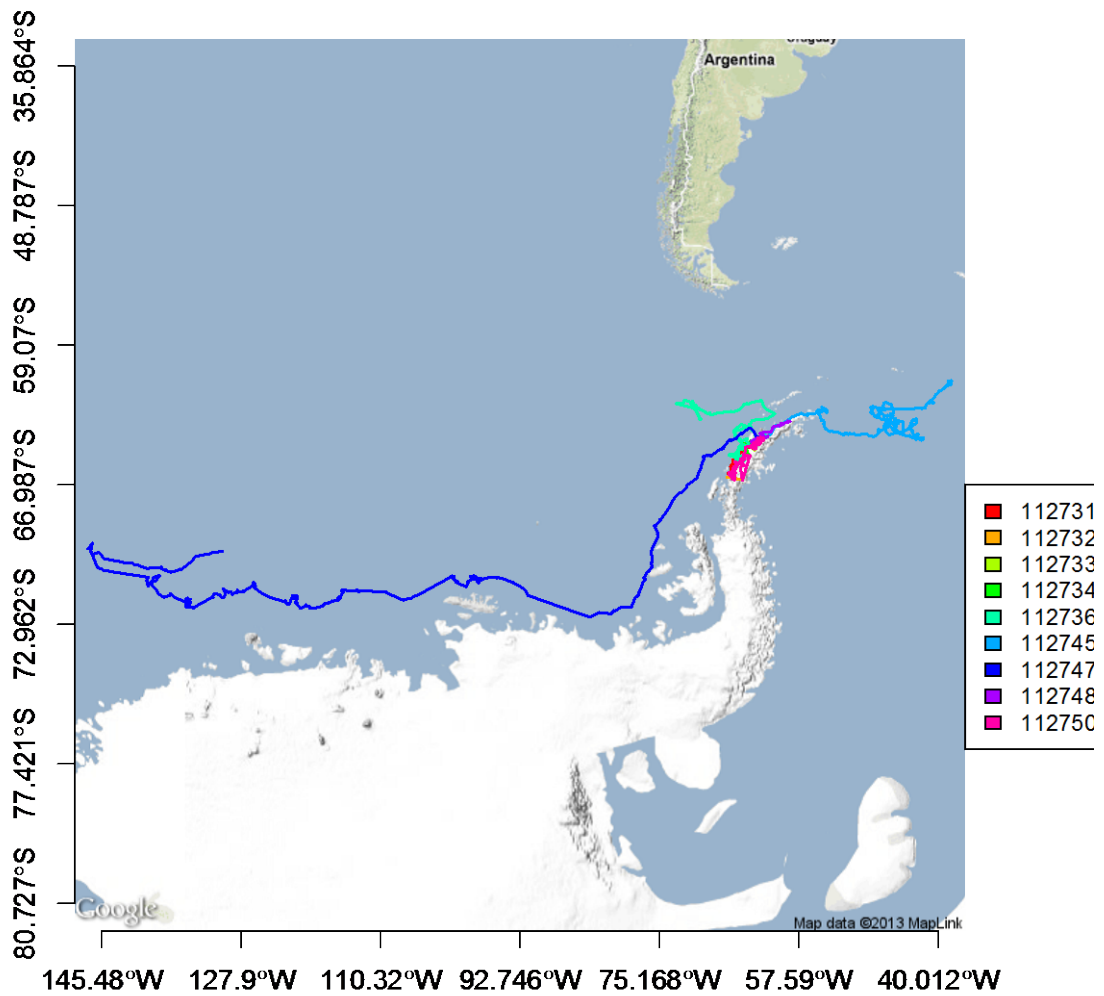 Uruguay
Argentina
35.864°S
48.787°S
59.07°S
66.987°S
72.962°S
77.421°S
80.727°S
112731
112732
112733
112734
112736
112745
112747
112748
112750
Google
Map data ©2013 MapLink
145.48°W 127.9°W 110.32°W 92.746°W 75.168°W 57.59°W 40.012°W